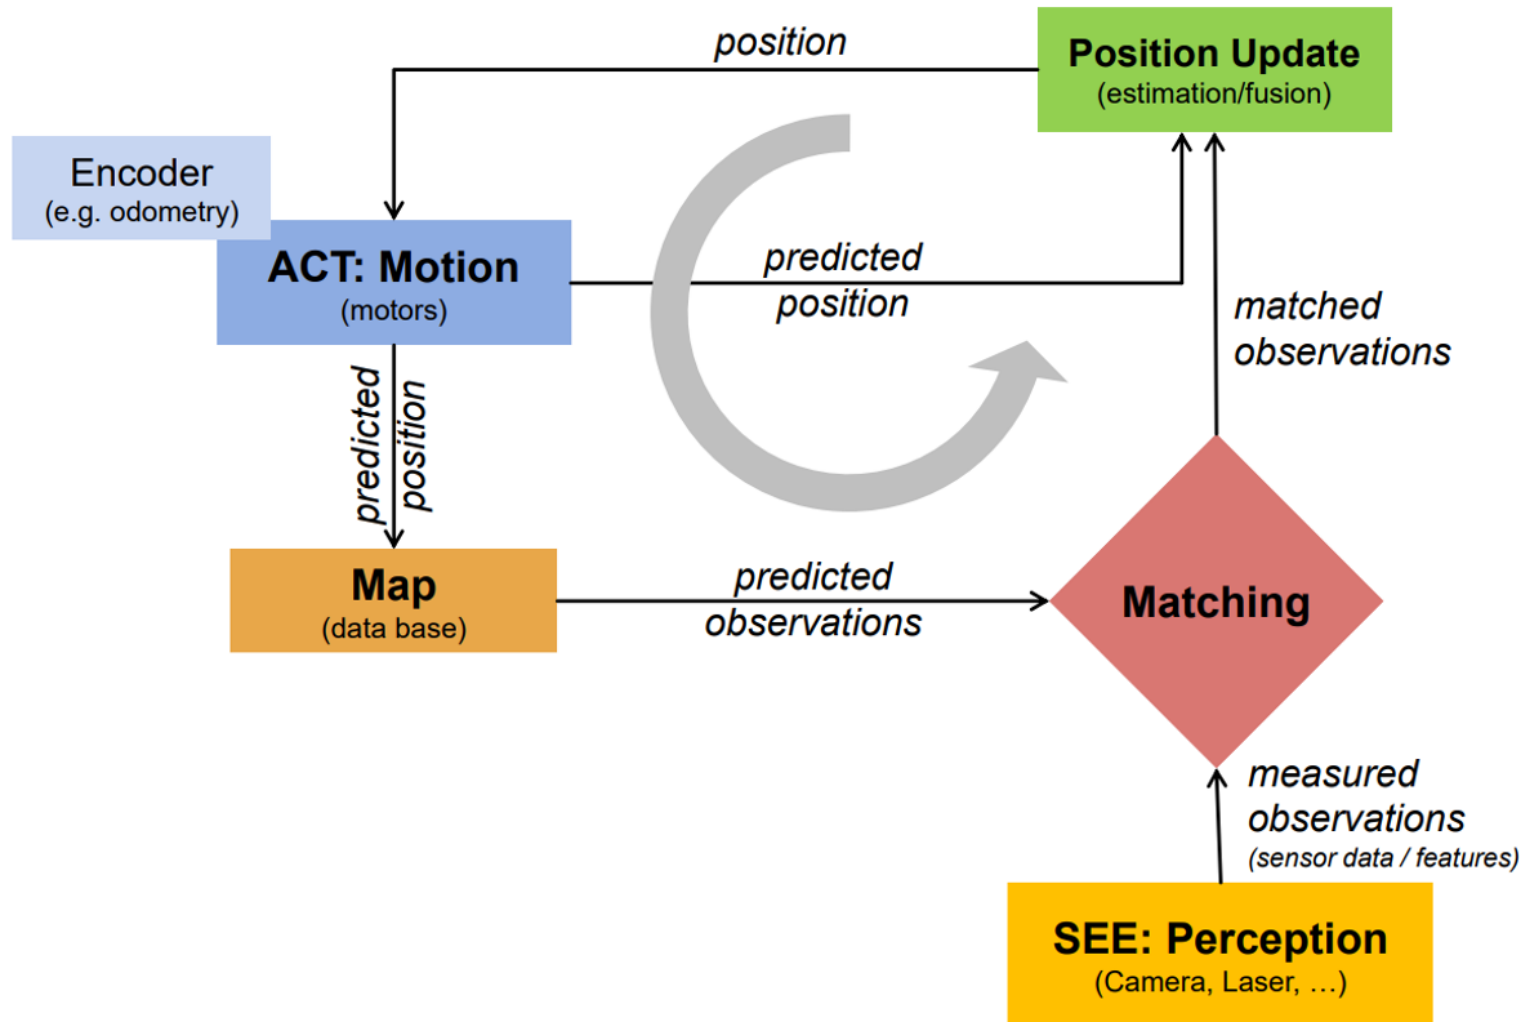 position
Position Update
(estimation/fusion)
Encoder
(e.g. odometry)
ACT: Motion
(motors)
predicted
position
matched
observations
predicted
position
Map
(data base)
predicted
observations
Matching
measured
observations
(sensor data / features)
SEE: Perception
(Camera, Laser, …)